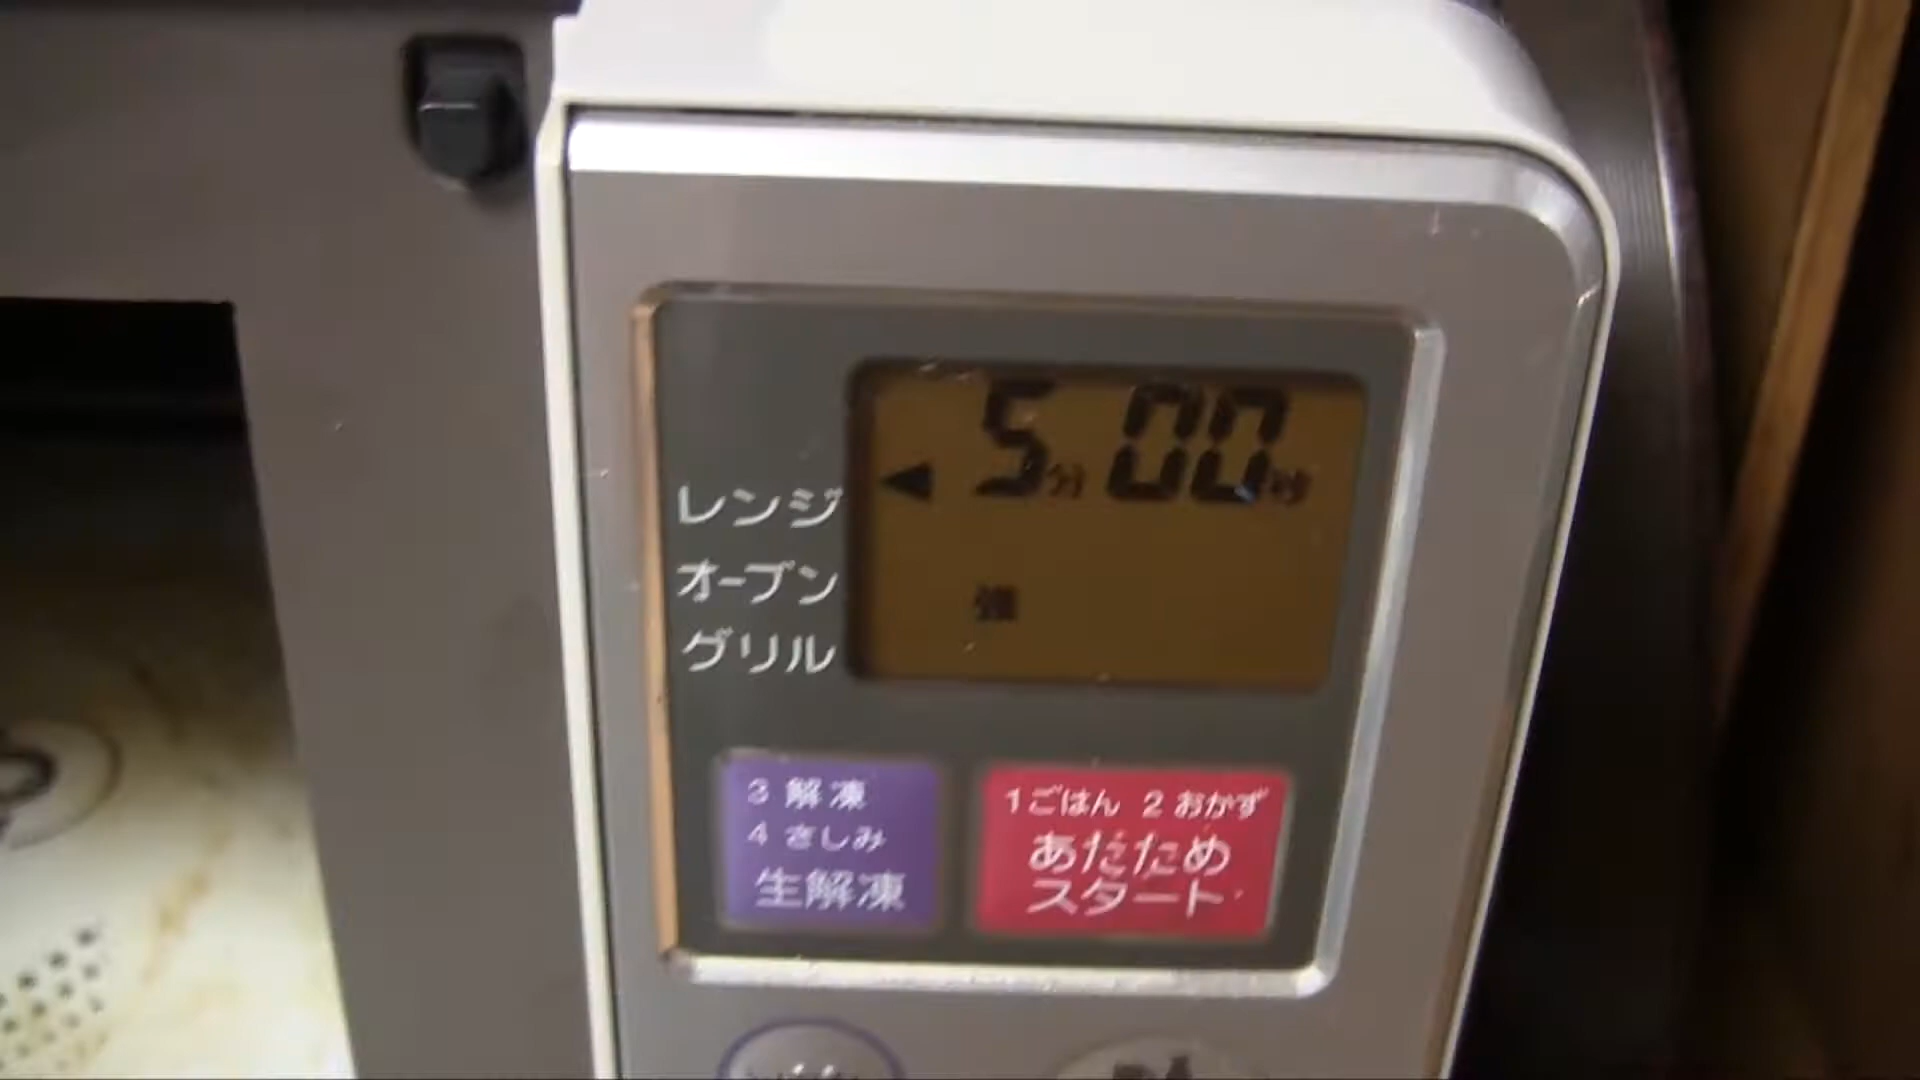 5分00秒
レンジ
オーブン
強
グリル
3 解凍
4 さしみ
生解凍
1ごはん 2 おかず
あたため
スタート